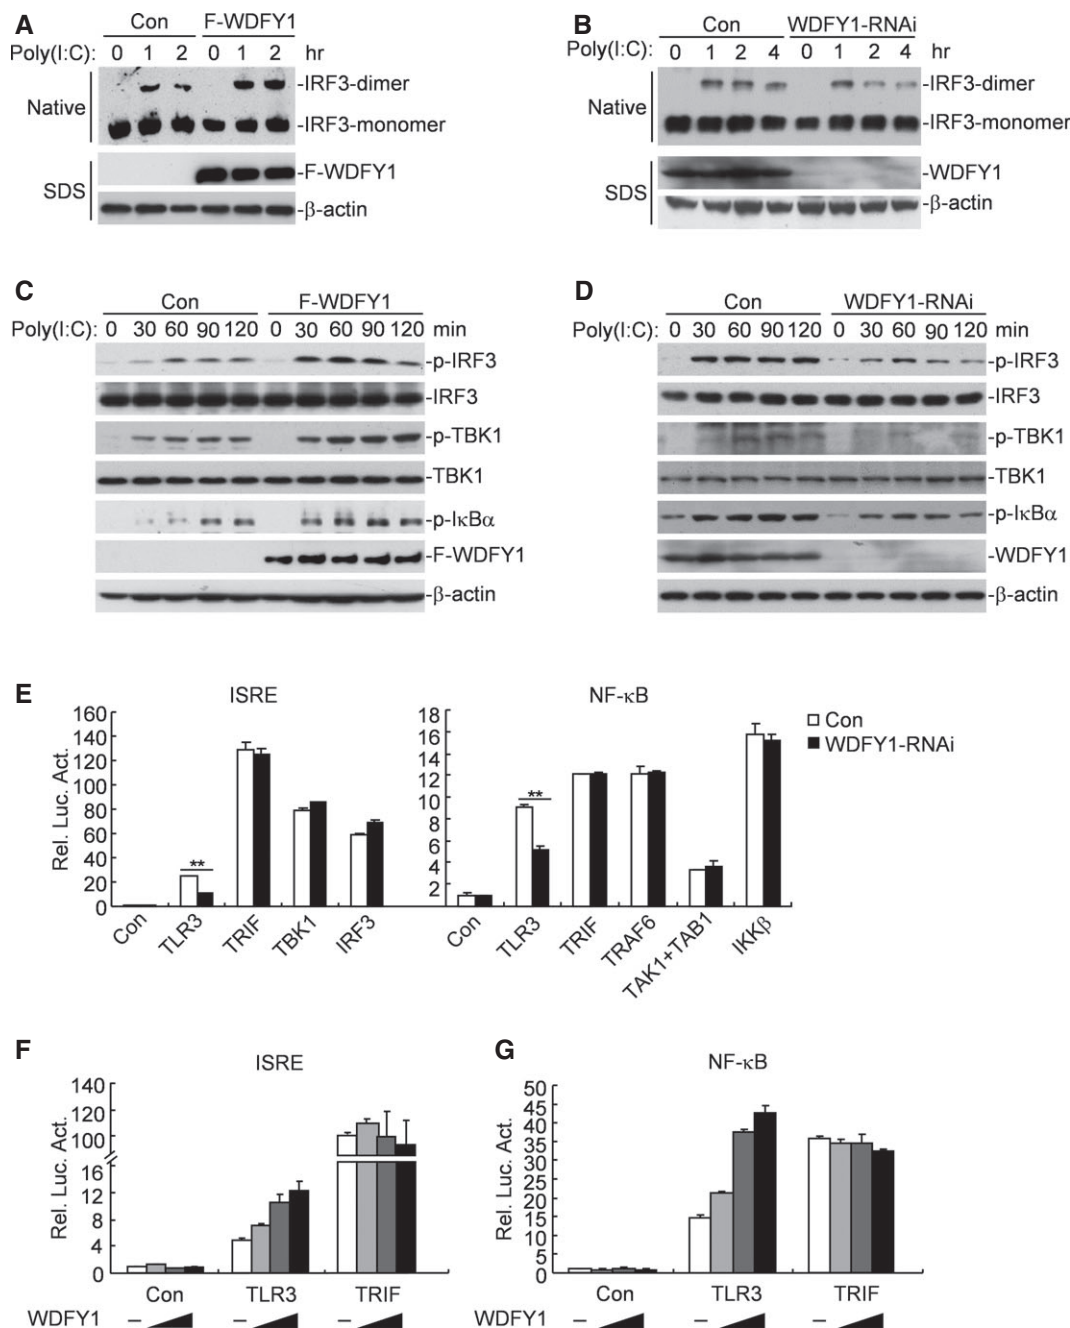 A
Con F-WDFY1
Poly(I:C): 0 1 2 0 1 2 hr
Native
-IRF3-dimer
-IRF3-monomer
SDS
-F-WDFY1
-β-actin
B
Con WDFY1-RNAi
Poly(I:C): 0 1 2 4 0 1 2 4 hr
Native
-IRF3-dimer
-IRF3-monomer
SDS
-WDFY1
-β-actin
C
Con F-WDFY1
Poly(I:C): 0 30 60 90 120 0 30 60 90 120 min
-p-IRF3
-IRF3
-p-TBK1
-TBK1
-p-IκBα
-F-WDFY1
-β-actin
D
Con WDFY1-RNAi
Poly(I:C): 0 30 60 90 120 0 30 60 90 120 min
-p-IRF3
-IRF3
-p-TBK1
-TBK1
-p-IκBα
-WDFY1
-β-actin
E
ISRE
Rel. Luc. Act.
160
140
120
100
80
60
40
20
0
**
Con TLR3 TRIF TBK1 IRF3
NF-κB
18
16
14
12
10
8
6
4
2
**
Con TLR3 TRIF TRAF6 TAK1+TAB1 IKKβ
Con
WDFY1-RNAi
F
ISRE
Rel. Luc. Act.
140
120
100
16
12
8
4
0
Con TLR3 TRIF
WDFY1 – – –
G
NF-κB
Rel. Luc. Act.
50
45
40
35
30
25
20
15
10
5
0
Con TLR3 TRIF
WDFY1 – – –